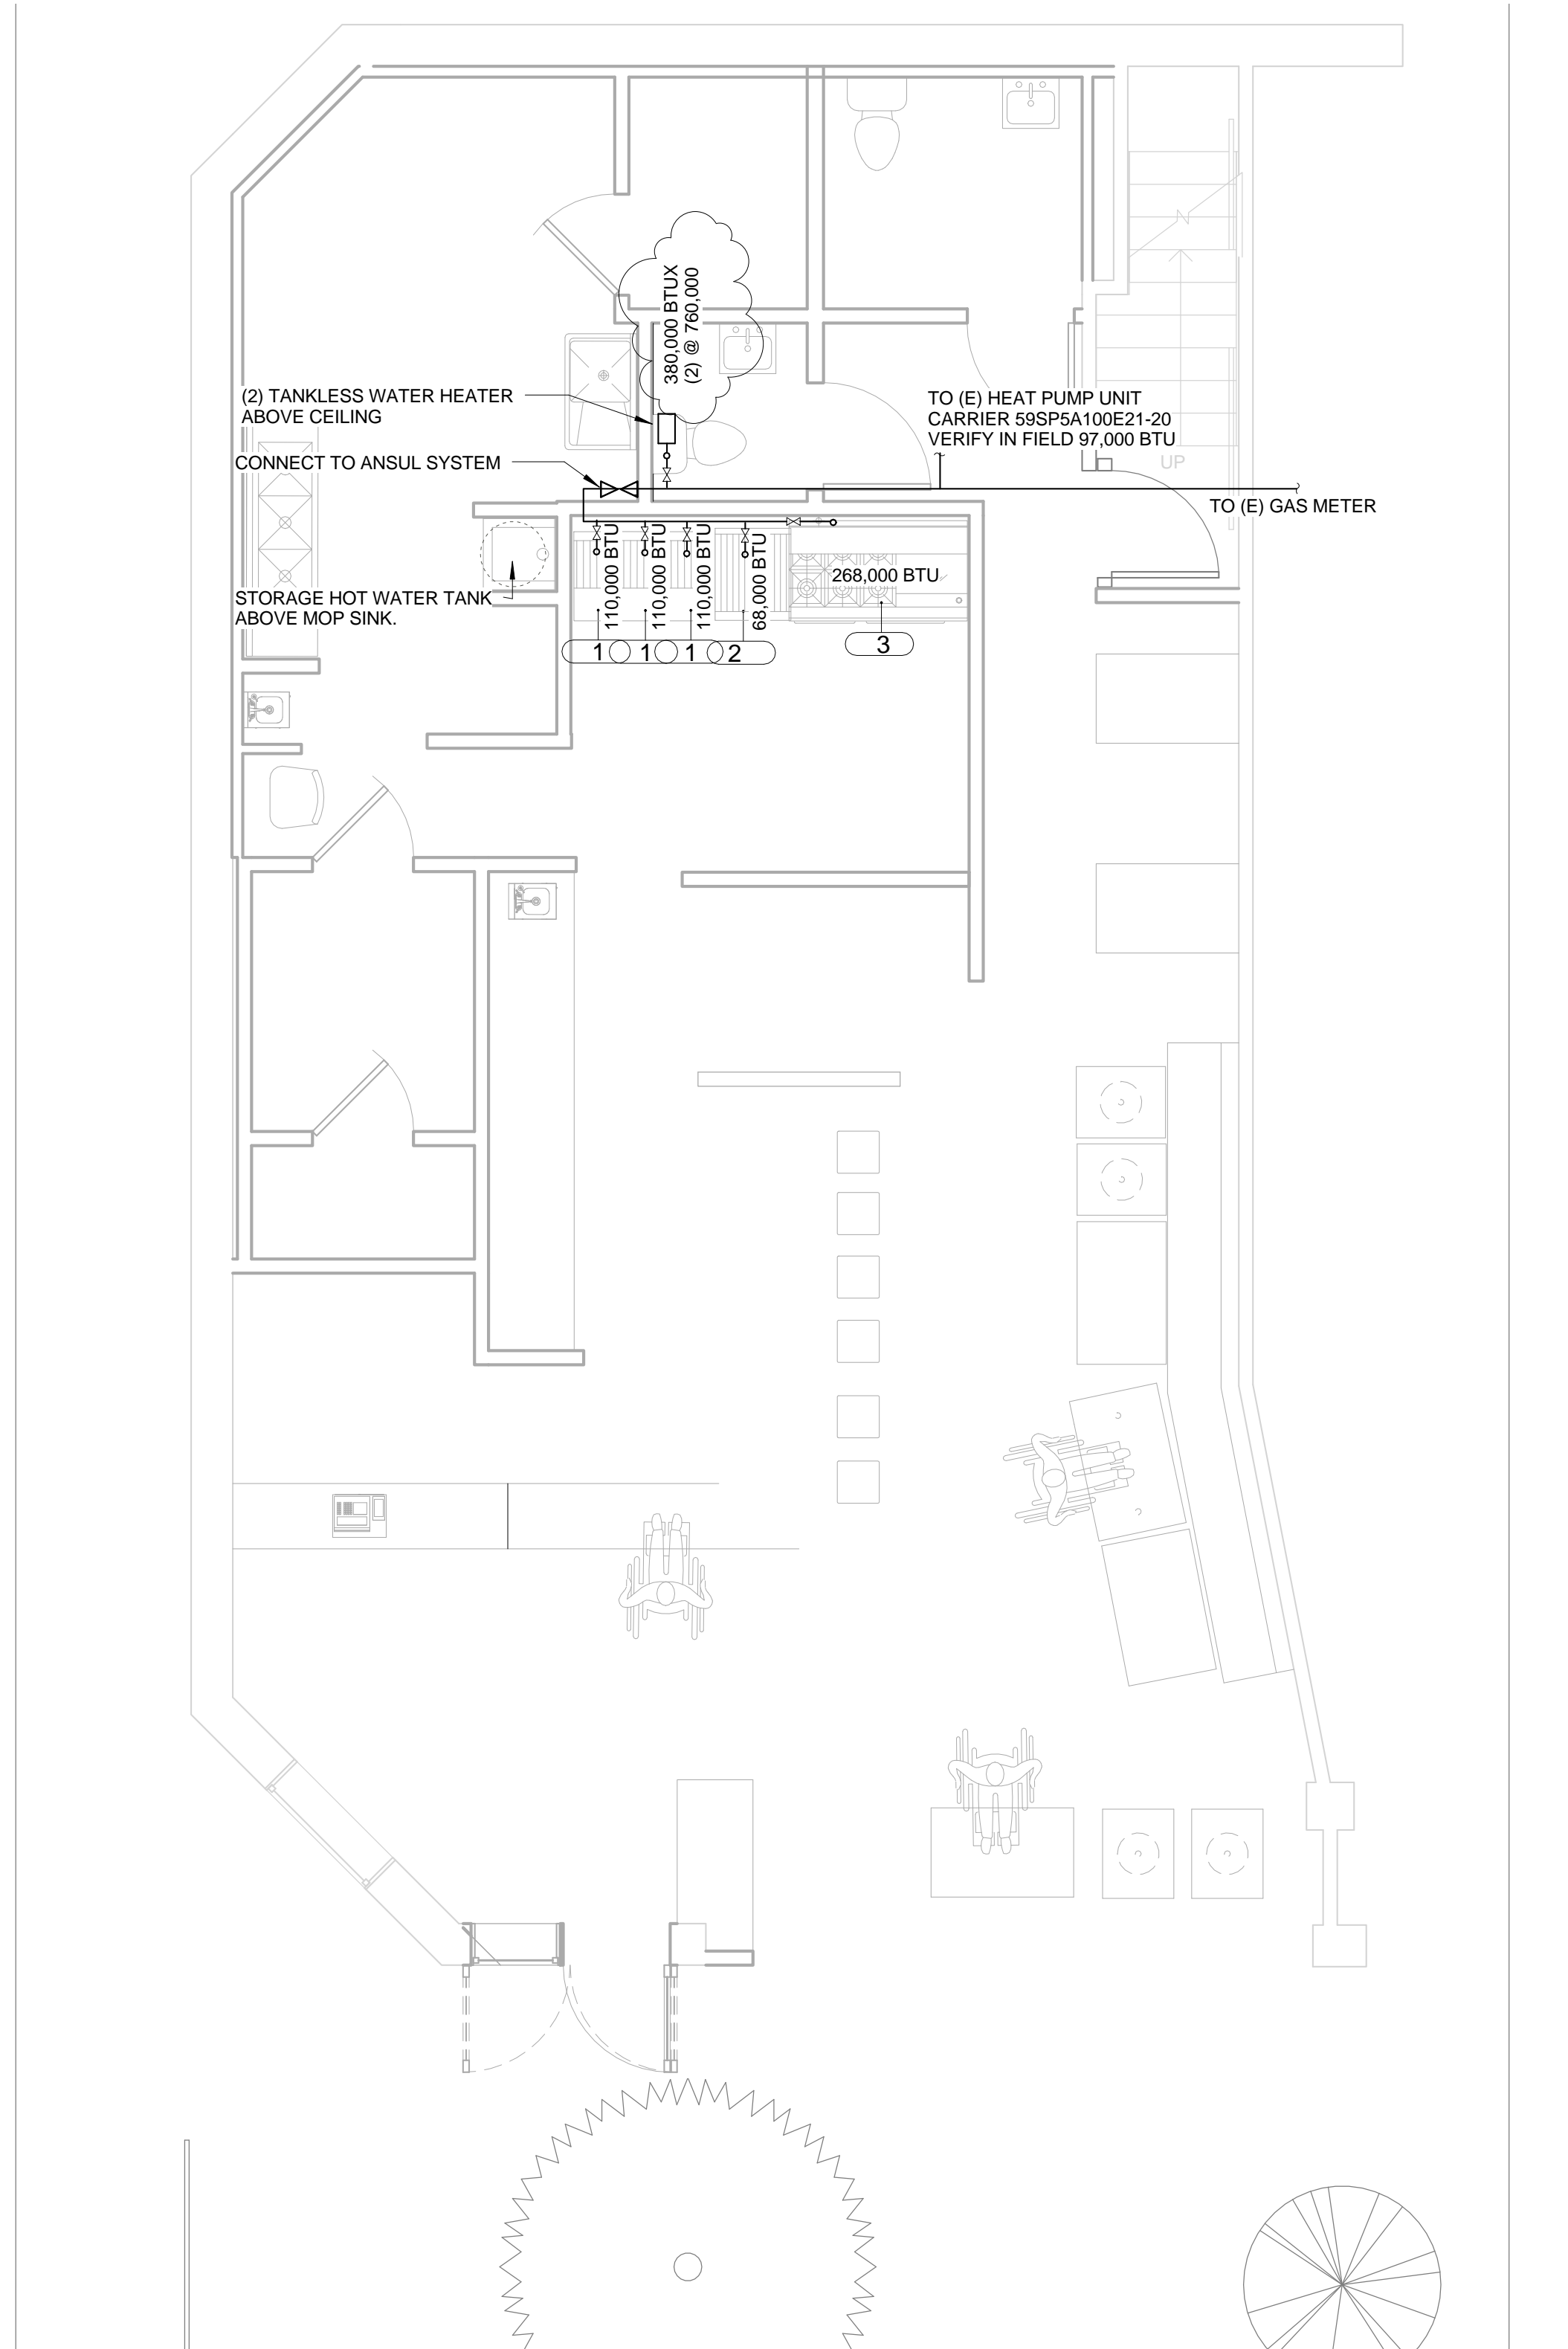 380,000 BTUX
(2) @ 760,000
(2) TANKLESS WATER HEATER
ABOVE CEILING
TO (E) HEAT PUMP UNIT
CARRIER 59SP5A100E21-20
VERIFY IN FIELD 97,000 BTU
CONNECT TO ANSUL SYSTEM
UP
TO (E) GAS METER
STORAGE HOT WATER TANK
ABOVE MOP SINK.
110,000 BTU
110,000 BTU
110,000 BTU
68,000 BTU
268,000 BTU
1
1
1
2
3